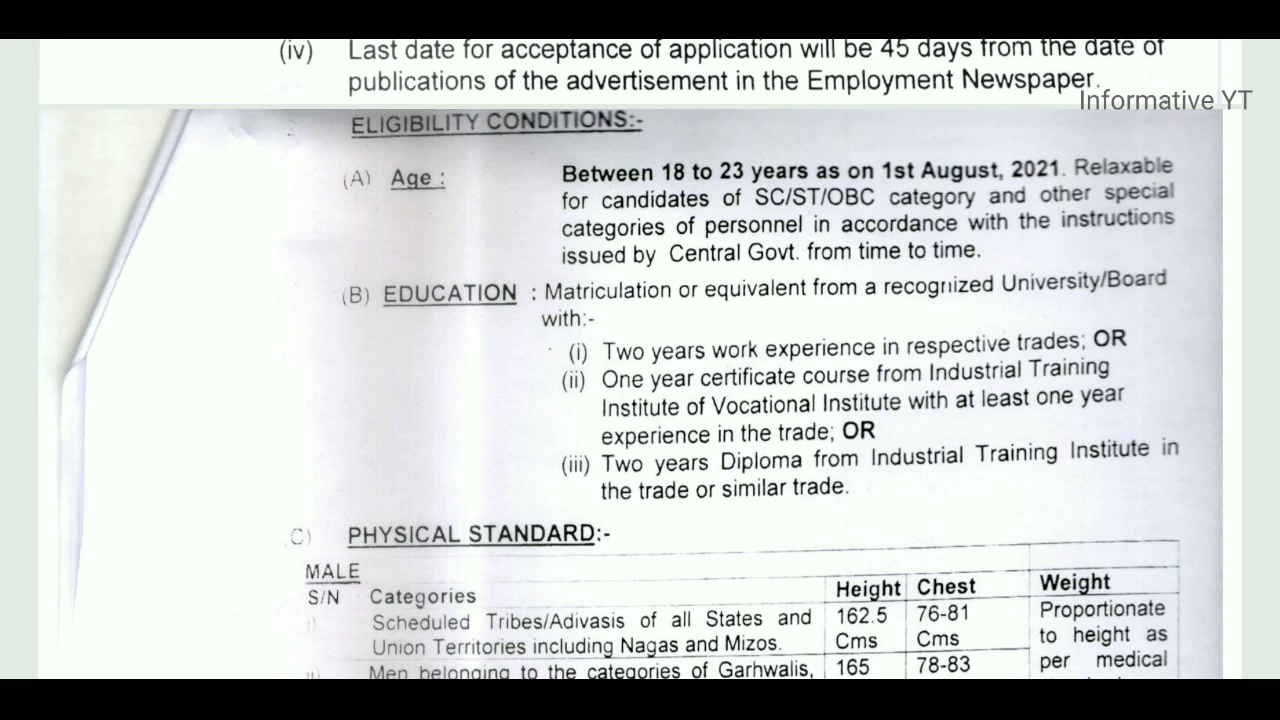 (iv) Last date for acceptance of application will be 45 days from the date of
publications of the advertisement in the Employment Newspaper.
Informative YT
ELIGIBILITY CONDITIONS:-
(A) Age : Between 18 to 23 years as on 1st August, 2021. Relaxable
for candidates of SC/ST/OBC category and other special
categories of personnel in accordance with the instructions
issued by Central Govt. from time to time.
(B) EDUCATION : Matriculation or equivalent from a recognized University/Board
with:-
(i) Two years work experience in respective trades; OR
(ii) One year certificate course from Industrial Training
Institute of Vocational Institute with at least one year
experience in the trade; OR
(iii) Two years Diploma from Industrial Training Institute in
the trade or similar trade.
C) PHYSICAL STANDARD:-
MALE
S/N Categories Height Chest Weight
i) Scheduled Tribes/Adivasis of all States and 162.5 76-81 Proportionate
Union Territories including Nagas and Mizos. Cms Cms to height as
ii) Men belonging to the categories of Garhwalis, 165 78-83 per medical